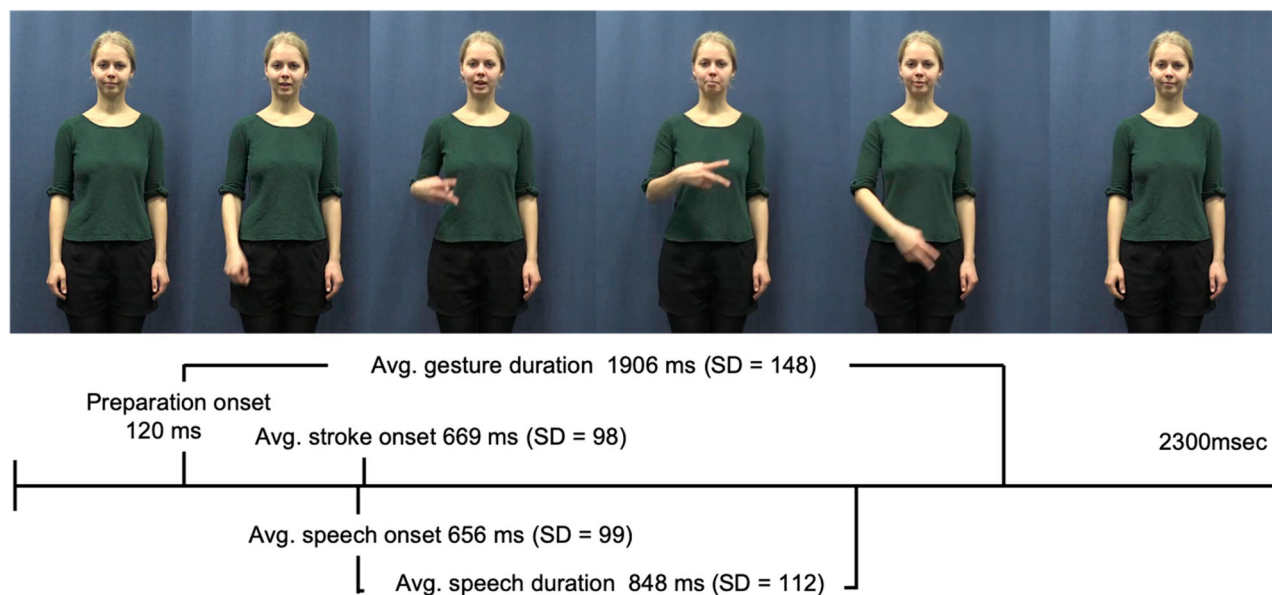 Avg. gesture duration 1906 ms (SD = 148)
Preparation onset
120 ms
Avg. stroke onset 669 ms (SD = 98)
2300msec
Avg. speech onset 656 ms (SD = 99)
Avg. speech duration 848 ms (SD = 112)